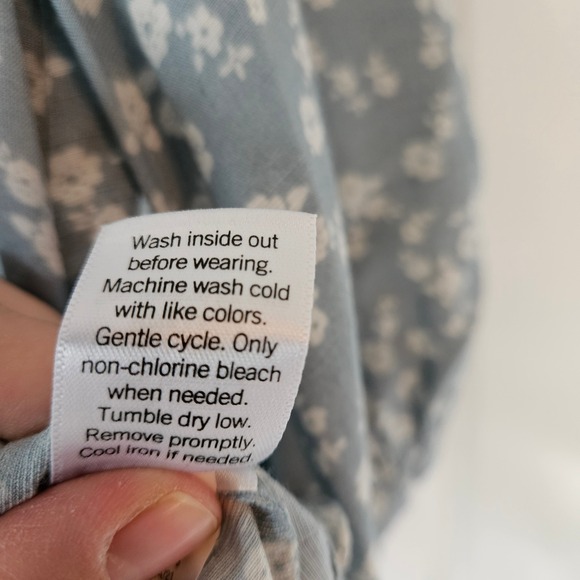 Wash inside out
before wearing.
Machine wash cold
with like colors.
Gentle cycle. Only
non-chlorine bleach
when needed.
Tumble dry low.
Remove promptly.
Cool iron if needed.